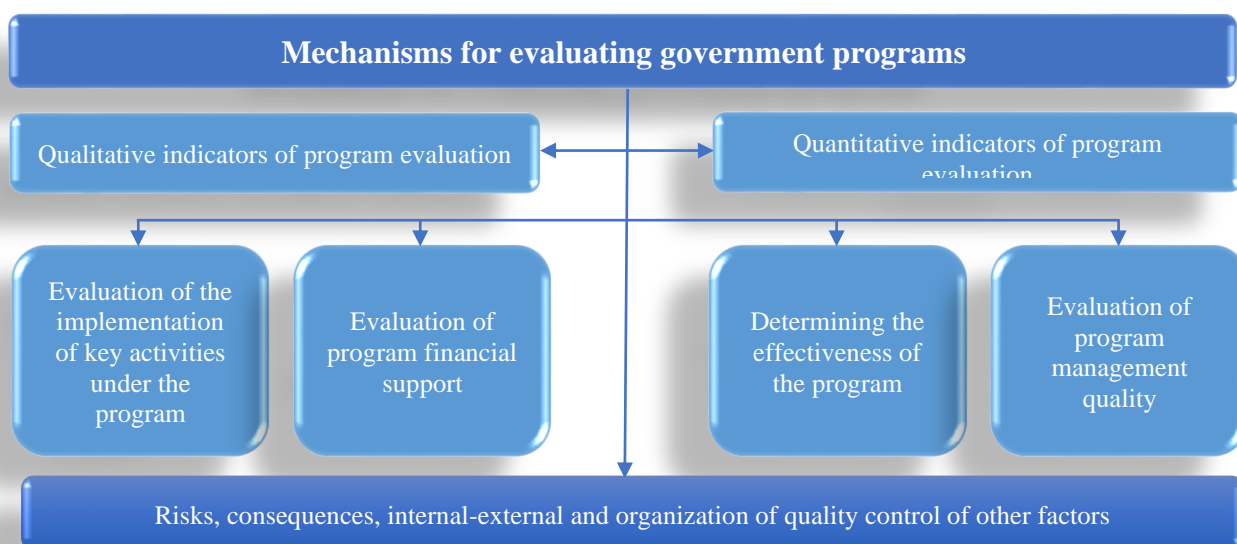 Mechanisms for evaluating government programs
Qualitative indicators of program evaluation
Quantitative indicators of program
evaluation
Evaluation of the
implementation
of key activities
under the
program
Evaluation of
program financial
support
Determining the
effectiveness of
the program
Evaluation of
program
management
quality
Risks, consequences, internal-external and organization of quality control of other factors